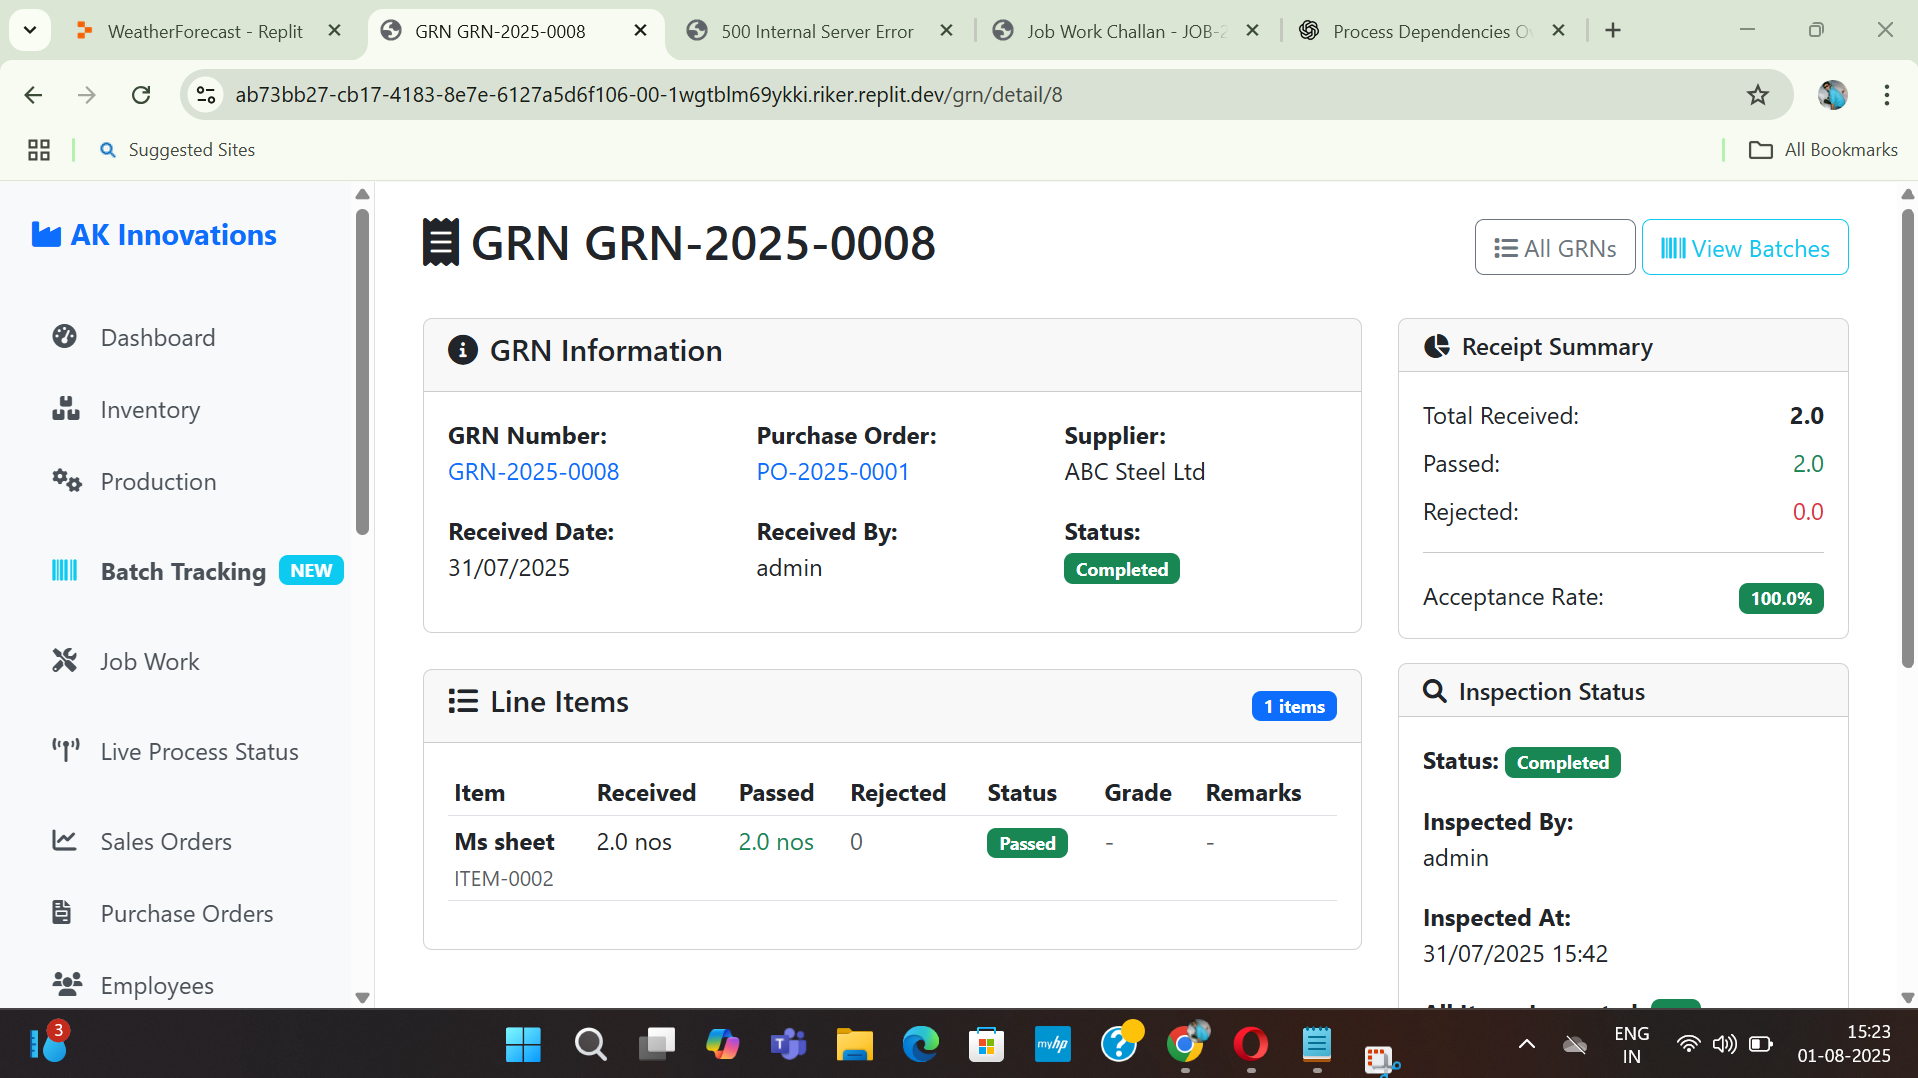 WeatherForecast - Replit
GRN GRN-2025-0008
500 Internal Server Error
Job Work Challan - JOB-2
Process Dependencies Ov
ab73bb27-cb17-4183-8e7e-6127a5d6f106-00-1wgtblm69ykki.riker.replit.dev/grn/detail/8
Suggested Sites
All Bookmarks
AK Innovations
Dashboard
Inventory
Production
Batch Tracking NEW
Job Work
Live Process Status
Sales Orders
Purchase Orders
Employees
GRN GRN-2025-0008
All GRNs
View Batches
GRN Information
GRN Number:
GRN-2025-0008
Purchase Order:
PO-2025-0001
Supplier:
ABC Steel Ltd
Received Date:
31/07/2025
Received By:
admin
Status:
Completed
Line Items
1 items
Item Received Passed Rejected Status Grade Remarks
Ms sheet 2.0 nos 2.0 nos 0 Passed - -
ITEM-0002
Receipt Summary
Total Received: 2.0
Passed: 2.0
Rejected: 0.0
Acceptance Rate: 100.0%
Inspection Status
Status: Completed
Inspected By:
admin
Inspected At:
31/07/2025 15:42
3
myhp
ENG
IN
15:23
01-08-2025